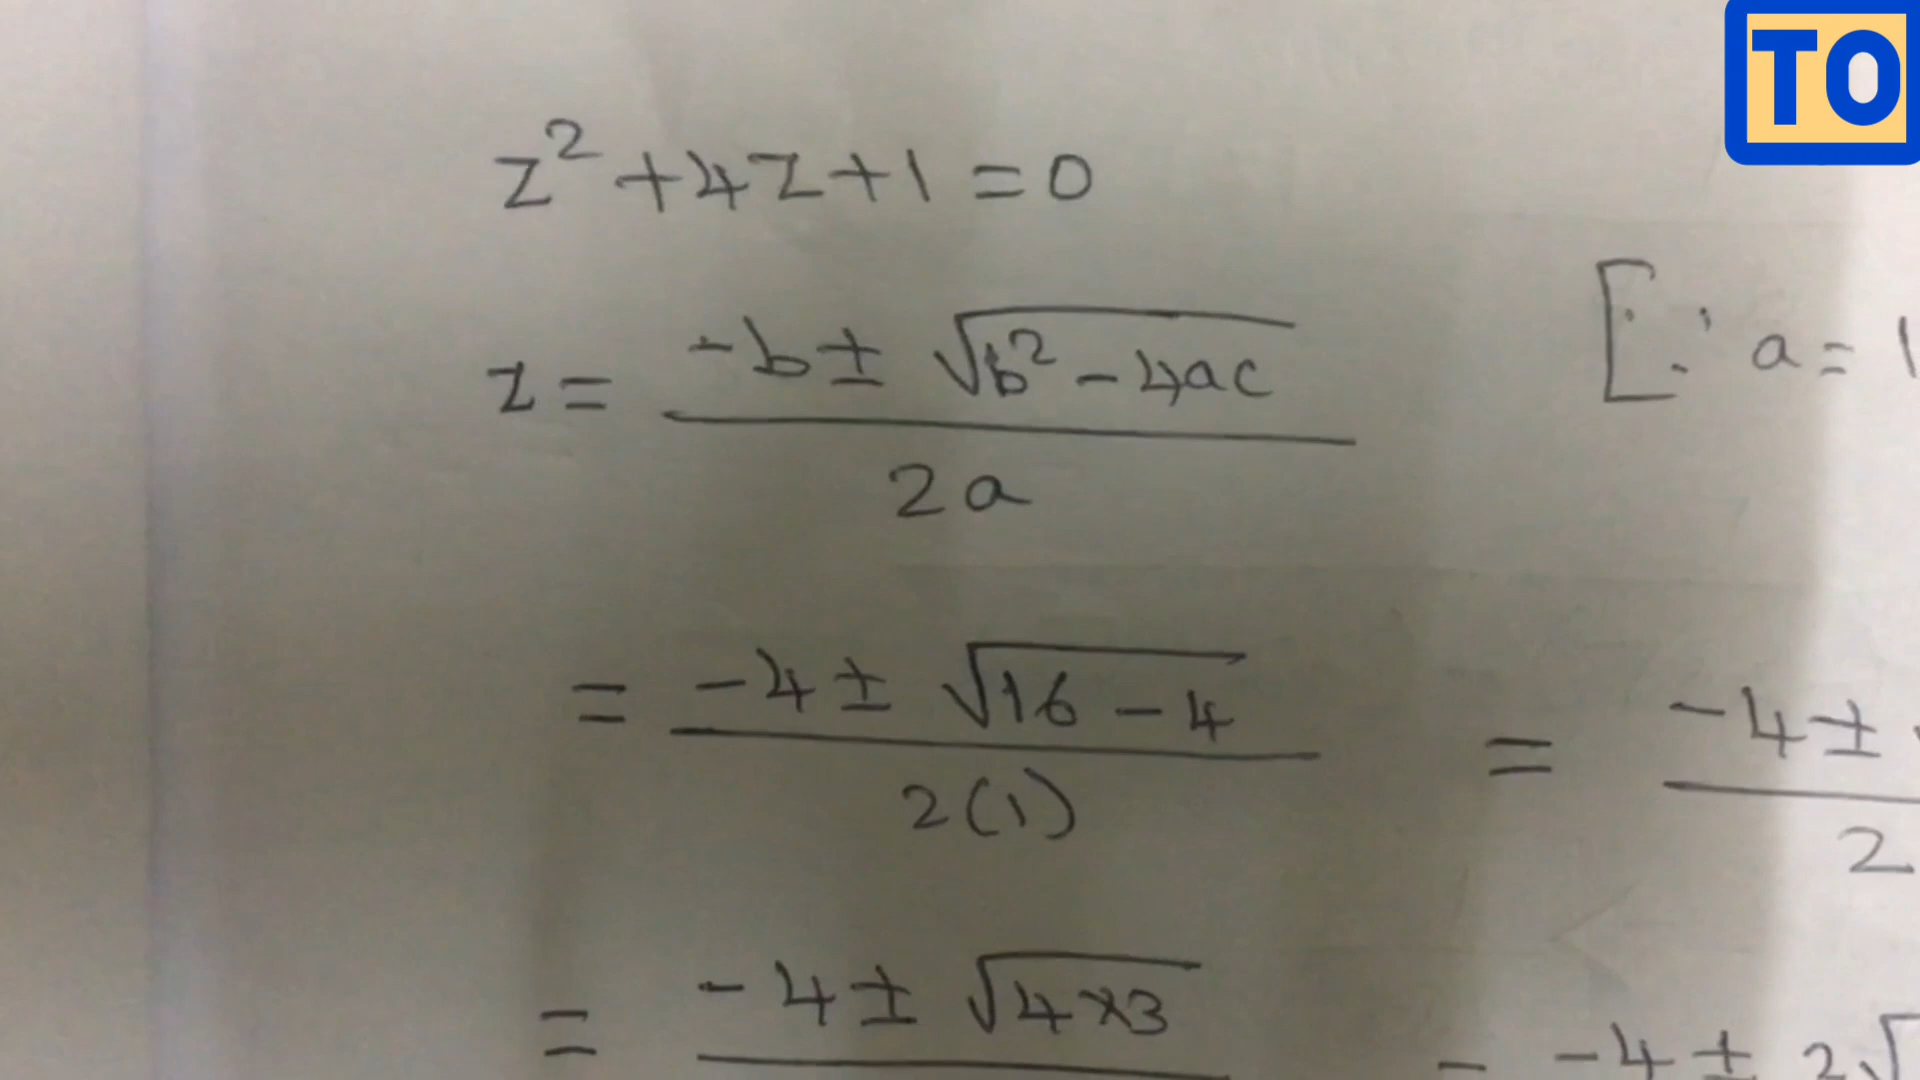 TO
z² + 4z + 1 = 0
z = (-b ± √(b² - 4ac)) / 2a [∵ a = 1
= (-4 ± √(16 - 4)) / 2(1) = (-4 ± / 2
= -4 ± √(4×3) = -4 ± 2√